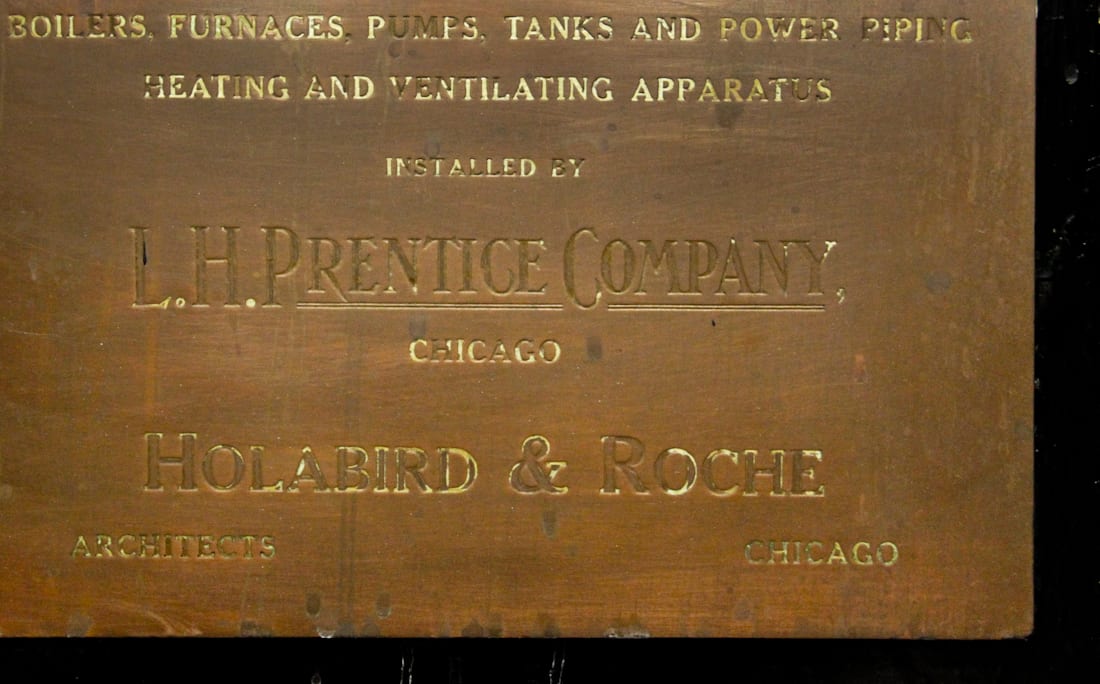 BOILERS, FURNACES, PUMPS, TANKS AND POWER PIPING
HEATING AND VENTILATING APPARATUS
INSTALLED BY
L.H. PRENTICE COMPANY,
CHICAGO
HOLABIRD & ROCHE
ARCHITECTS CHICAGO